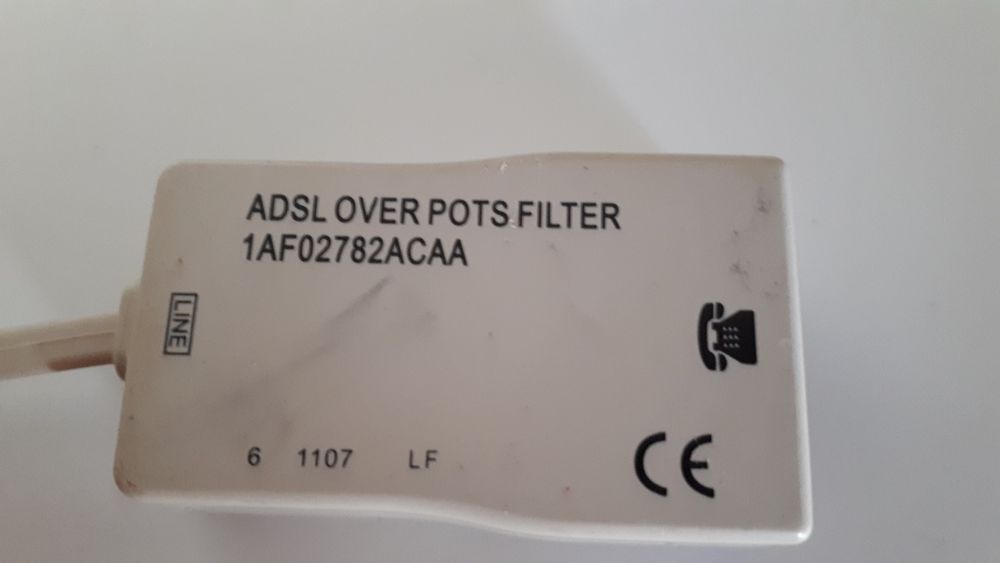 ADSL OVER POTS FILTER
1AF02782ACAA
LINE
6 1107 LF
CE